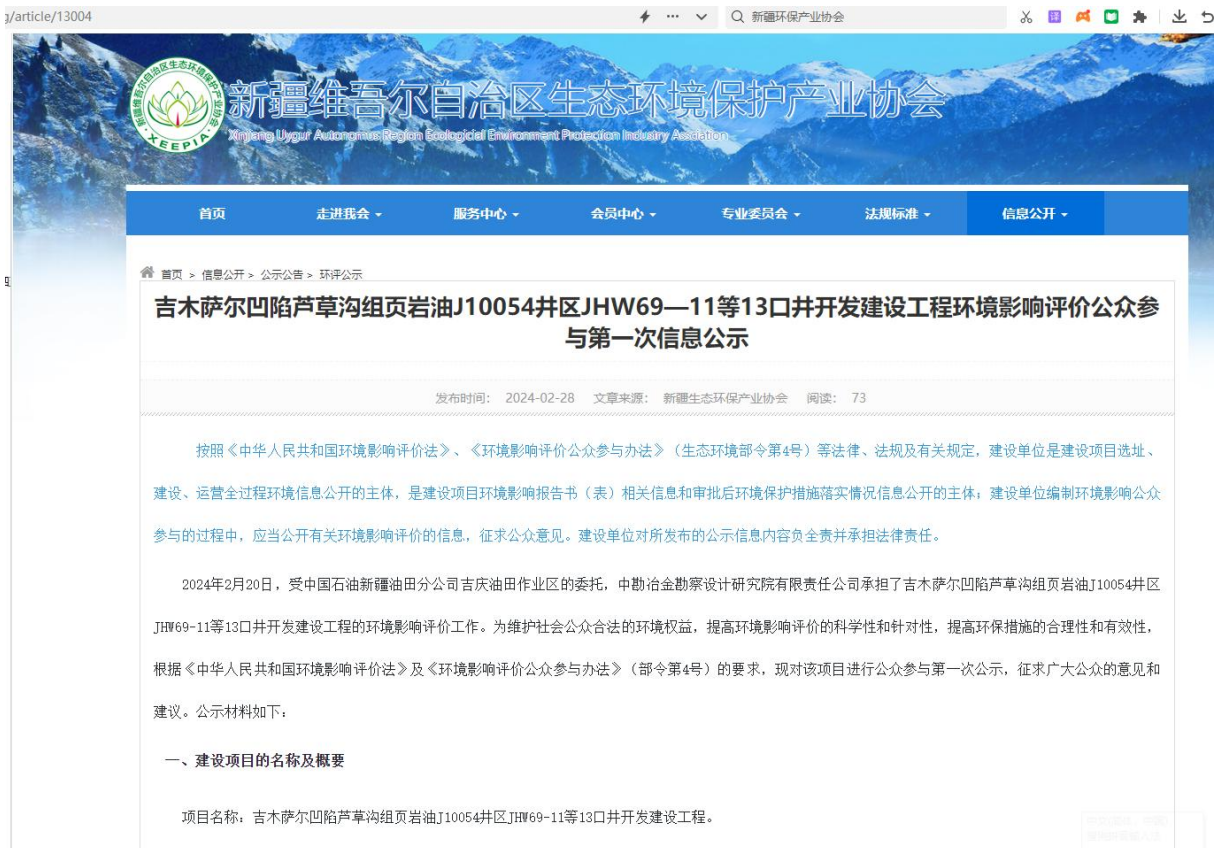 g/article/13004
新疆环保产业协会
新疆维吾尔自治区生态环境保护产业协会
XEEPIA
首页 走进我会 服务中心 会员中心 专业委员会 法规标准 信息公开
首页 > 信息公开 > 公示公告 > 环评公示
吉木萨尔凹陷芦草沟组页岩油J10054井区JHW69—11等13口井开发建设工程环境影响评价公众参
与第一次信息公示
发布时间: 2024-02-28 文章来源: 新疆生态环保产业协会 阅读: 73
按照《中华人民共和国环境影响评价法》、《环境影响评价公众参与办法》（生态环境部令第4号）等法律、法规及有关规定，建设单位是建设项目选址、
建设、运营全过程环境信息公开的主体，是建设项目环境影响报告书（表）相关信息和审批后环境保护措施落实情况信息公开的主体；建设单位编制环境影响公众
参与的过程中，应当公开有关环境影响评价的信息，征求公众意见。建设单位对所发布的公示信息内容负全责并承担法律责任。
2024年2月20日，受中国石油新疆油田分公司吉庆油田作业区的委托，中勘冶金勘察设计研究院有限责任公司承担了吉木萨尔凹陷芦草沟组页岩油J10054井区
JHW69-11等13口井开发建设工程的环境影响评价工作。为维护社会公众合法的环境权益，提高环境影响评价的科学性和针对性，提高环保措施的合理性和有效性，
根据《中华人民共和国环境影响评价法》及《环境影响评价公众参与办法》（部令第4号）的要求，现对该项目进行公众参与第一次公示，征求广大公众的意见和
建议。公示材料如下：
一、建设项目的名称及概要
项目名称：吉木萨尔凹陷芦草沟组页岩油J10054井区JHW69-11等13口井开发建设工程。